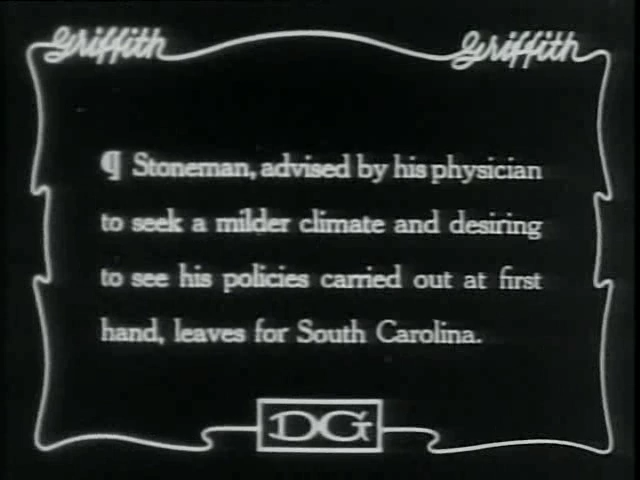 Griffith Griffith
¶ Stoneman, advised by his physician
to seek a milder climate and desiring
to see his policies carried out at first
hand, leaves for South Carolina.
DG